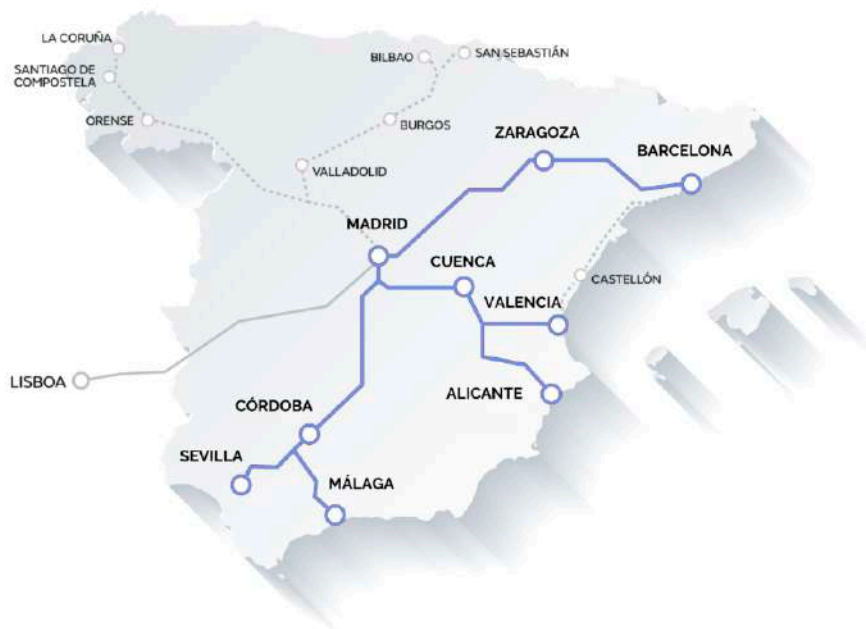 LA CORUÑA
SANTIAGO DE
COMPOSTELA
ORENSE
BILBAO
SAN SEBASTIÁN
BURGOS
VALLADOLID
ZARAGOZA
BARCELONA
MADRID
CUENCA
CASTELLÓN
VALENCIA
LISBOA
ALICANTE
CÓRDOBA
SEVILLA
MÁLAGA